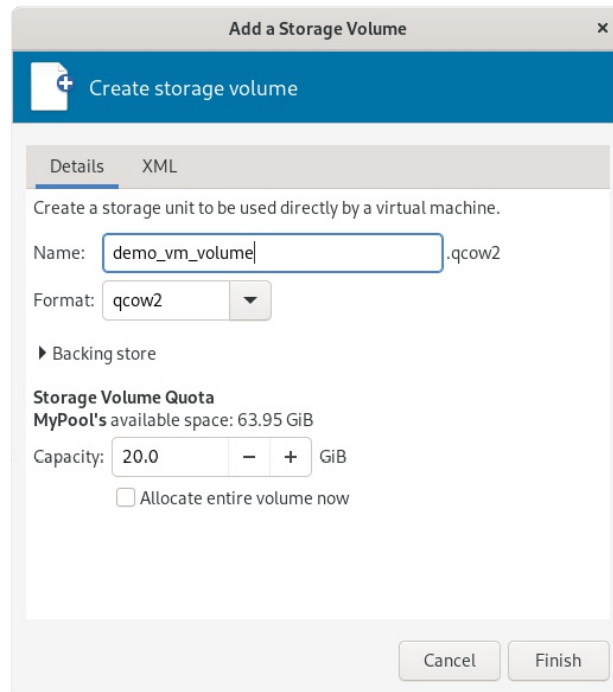 Add a Storage Volume
Create storage volume
Details XML
Create a storage unit to be used directly by a virtual machine.
Name: demo_vm_volume .qcow2
Format: qcow2
Backing store
Storage Volume Quota
MyPool's available space: 63.95 GiB
Capacity: 20.0 − + GiB
Allocate entire volume now
Cancel Finish